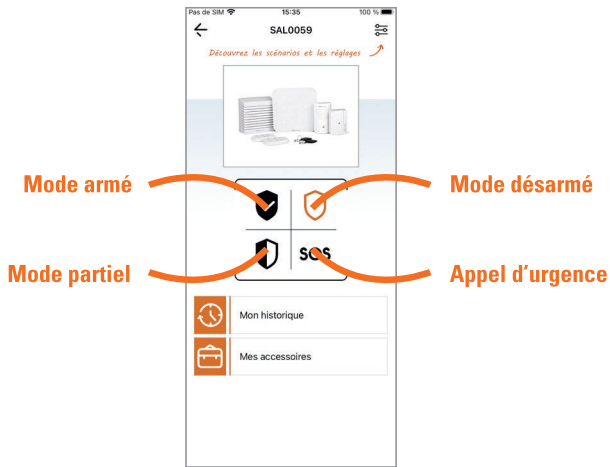 Pas de SIM 15:35 100 %
SAL0059
Découvrez les scénarios et les réglages
Mode armé
Mode désarmé
Mode partiel
SOS
Appel d’urgence
Mon historique
Mes accessoires